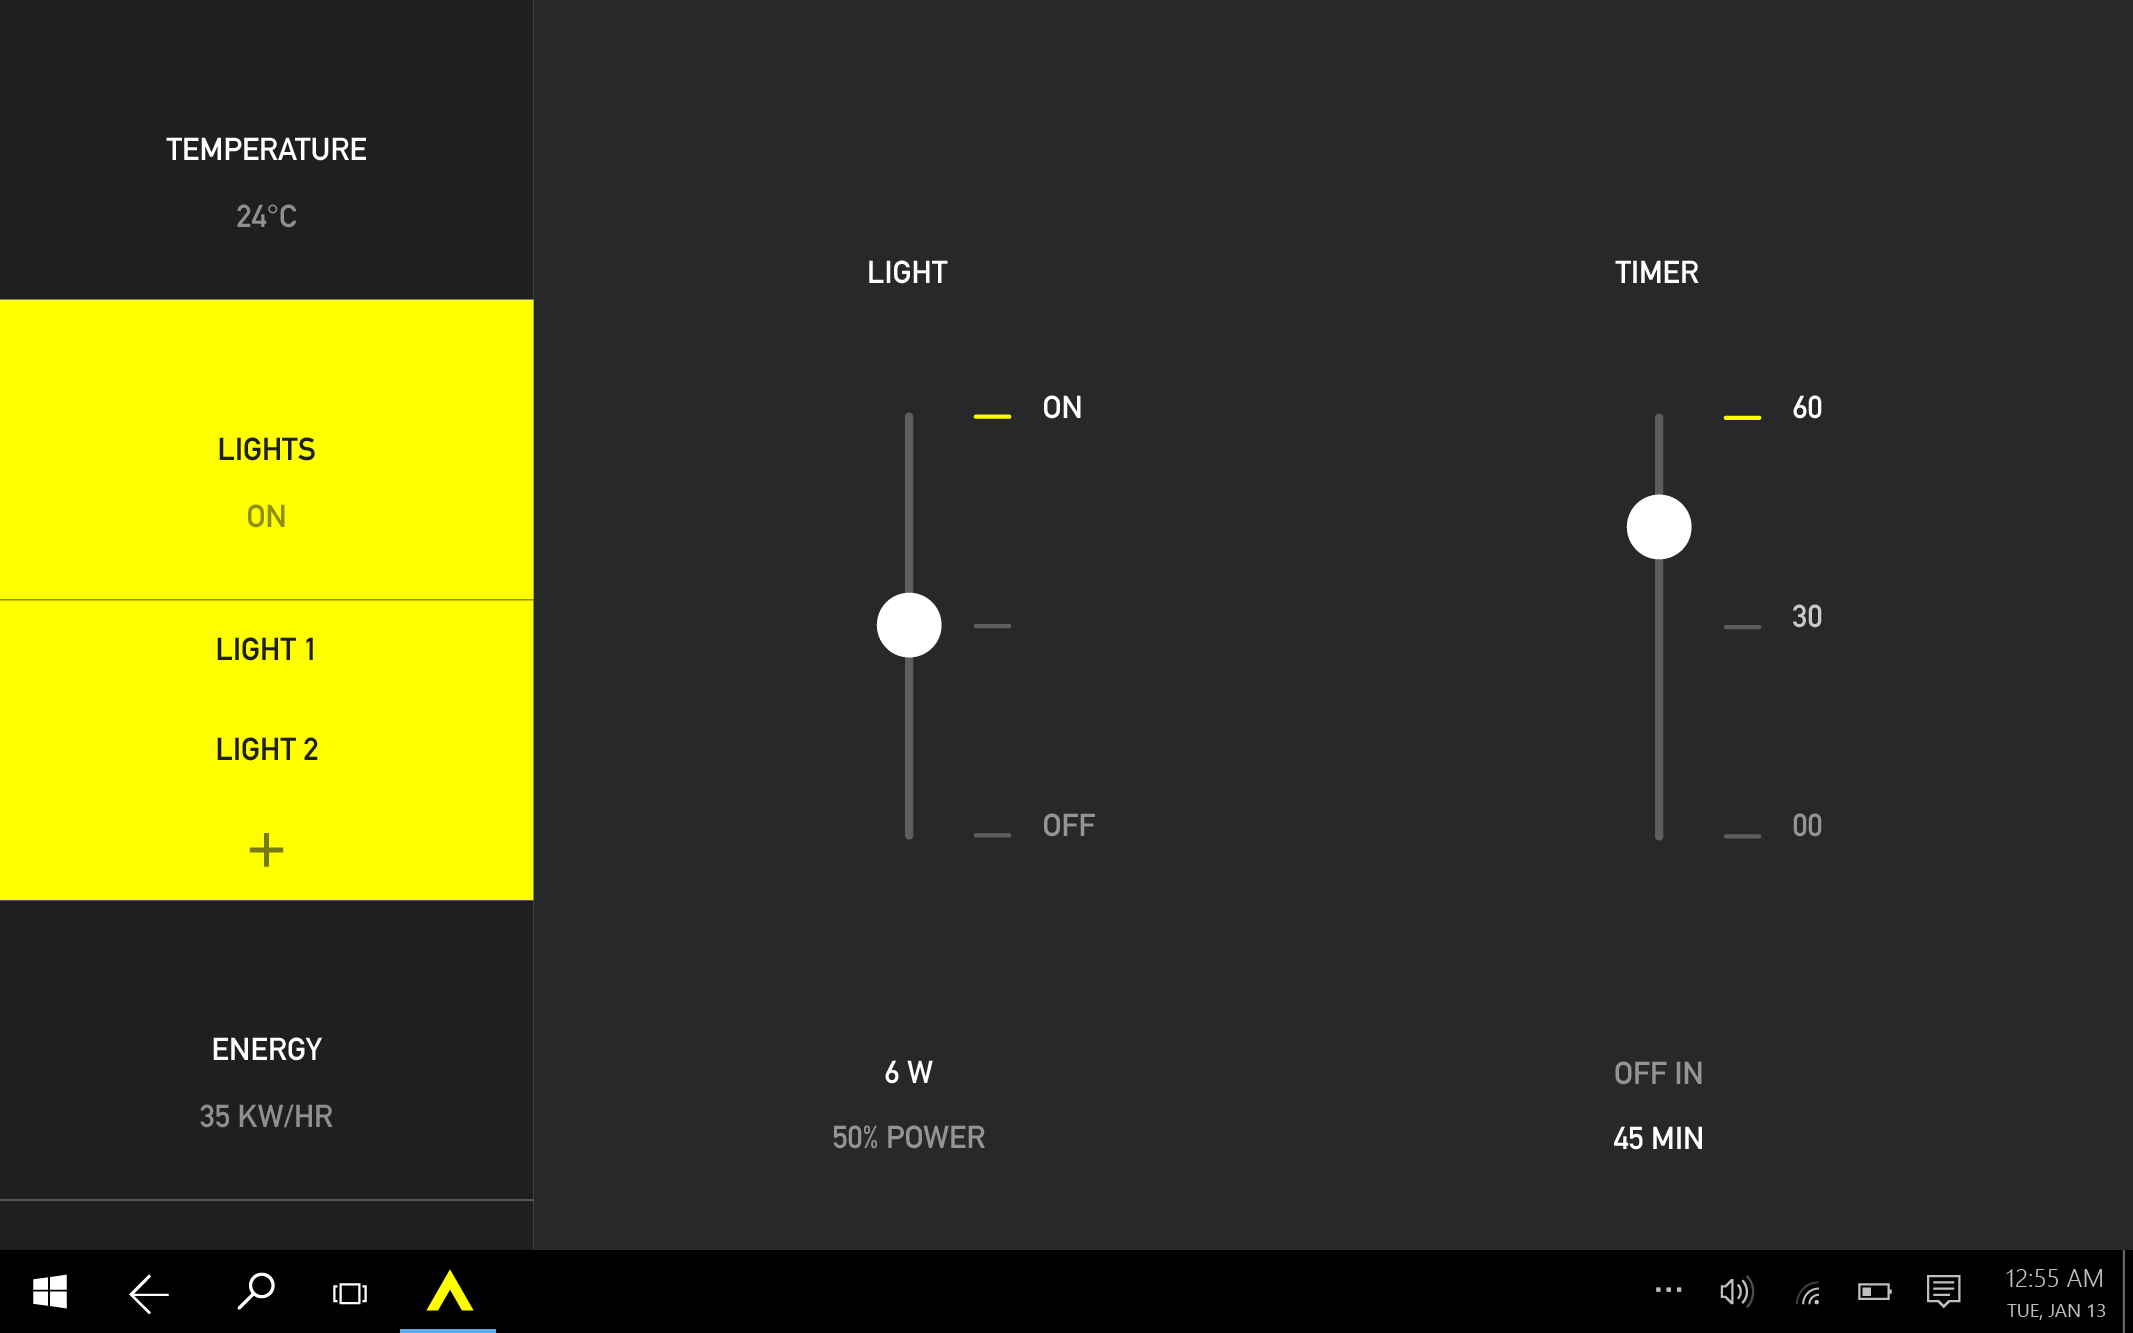 TEMPERATURE
24°C
LIGHTS
ON
LIGHT 1
LIGHT 2
+
ENERGY
35 KW/HR
LIGHT
ON
OFF
6 W
50% POWER
TIMER
60
30
00
OFF IN
45 MIN
12:55 AM
TUE, JAN 13